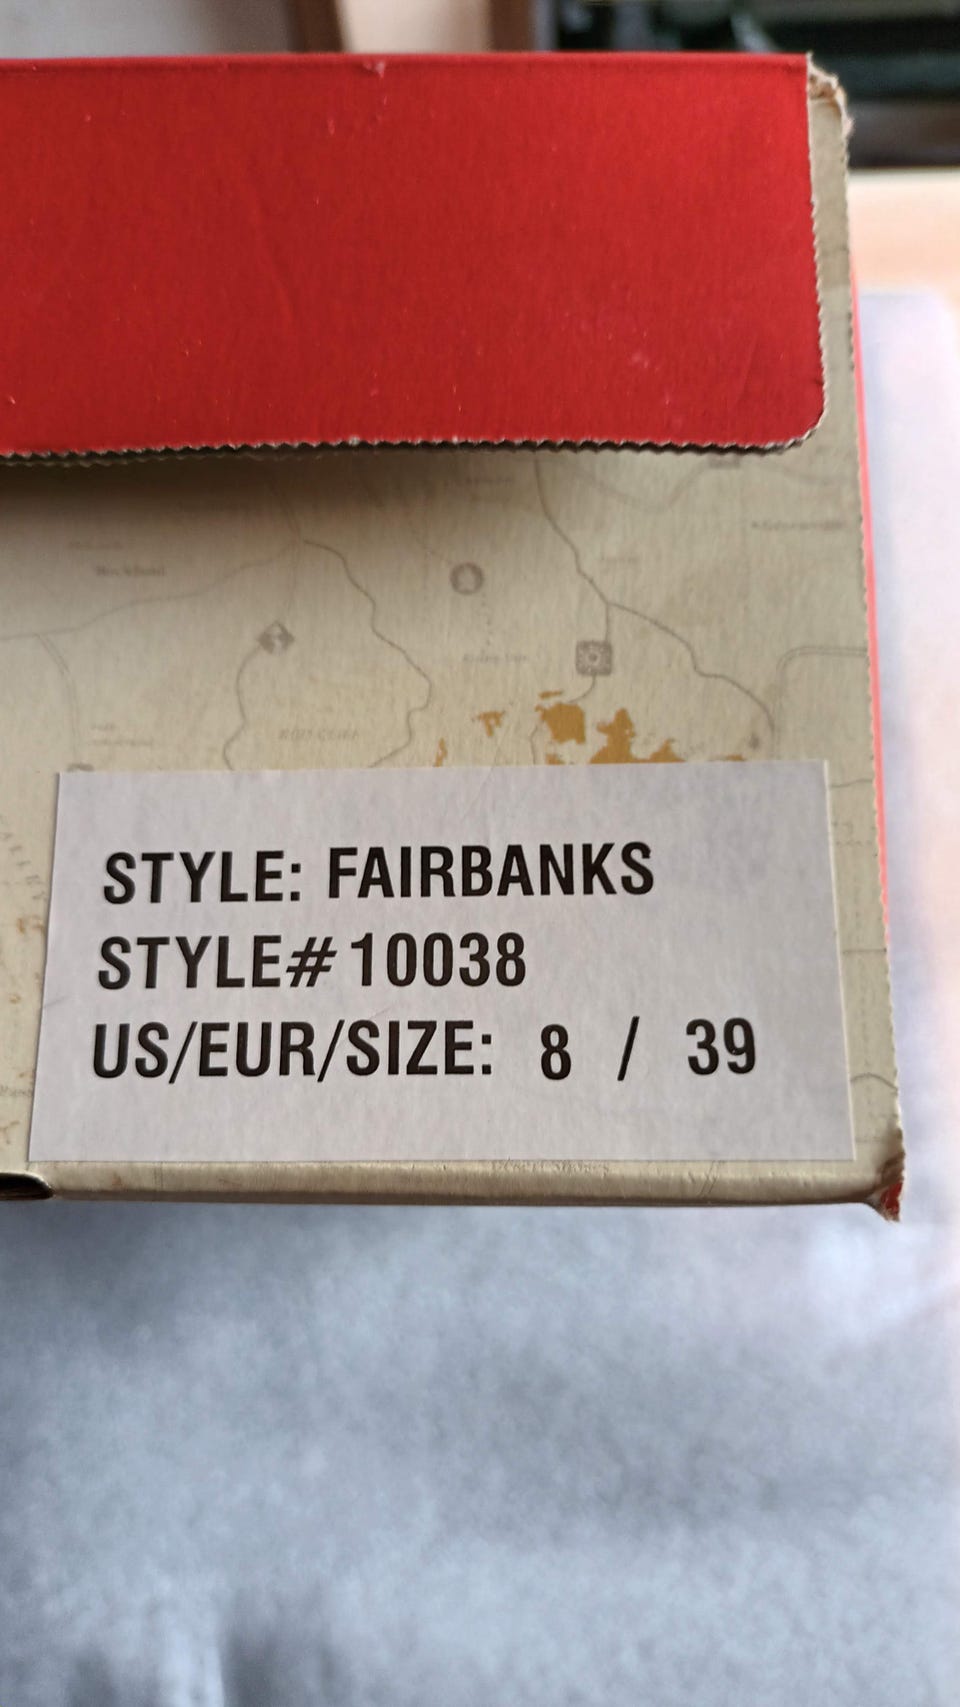 STYLE: FAIRBANKS
STYLE# 10038
US/EUR/SIZE: 8 / 39